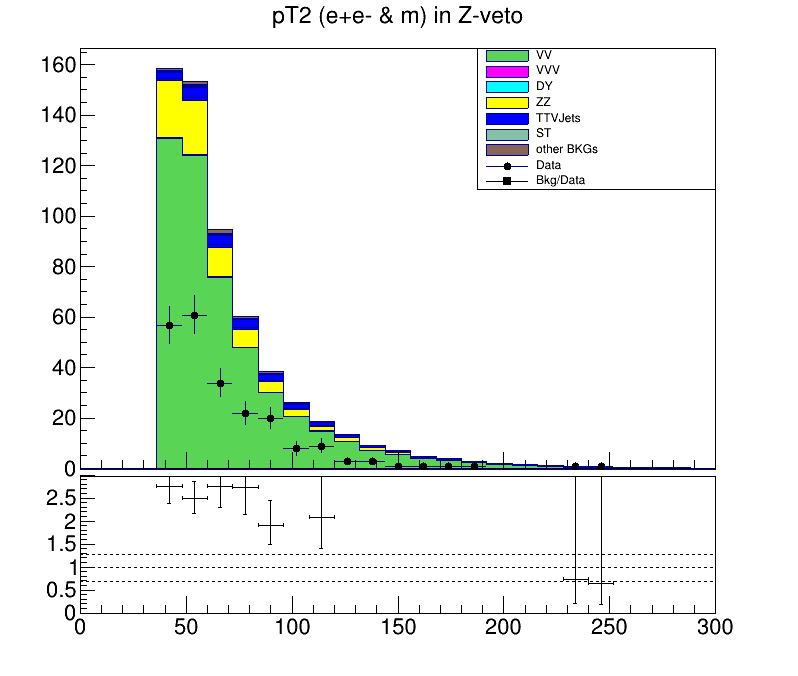 pT2 (e+e- & m) in Z-veto
160
140
120
100
80
60
40
20
0
VV
VVV
DY
ZZ
TTVJets
ST
other BKGs
Data
Bkg/Data
2.5
2
1.5
1
0.5
0
0 50 100 150 200 250 300